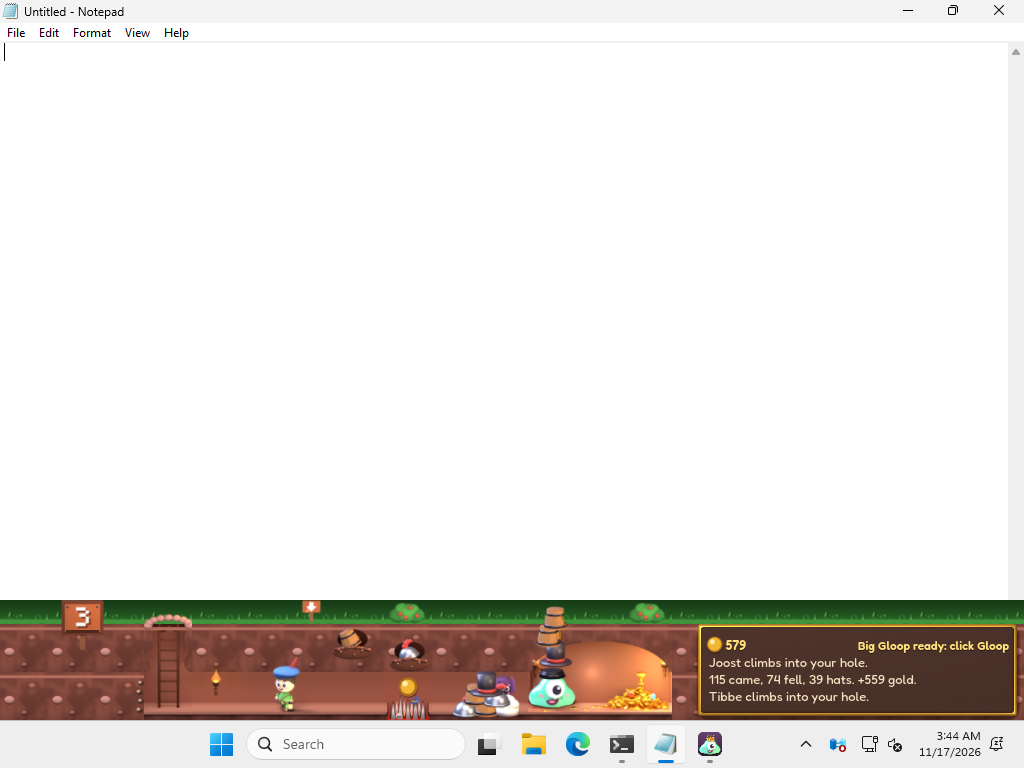 Untitled - Notepad
File Edit Format View Help
3
579 Big Gloop ready: click Gloop
Joost climbs into your hole.
115 came, 74 fell, 39 hats. +559 gold.
Tibbe climbs into your hole.
Search
3:44 AM
11/17/2026